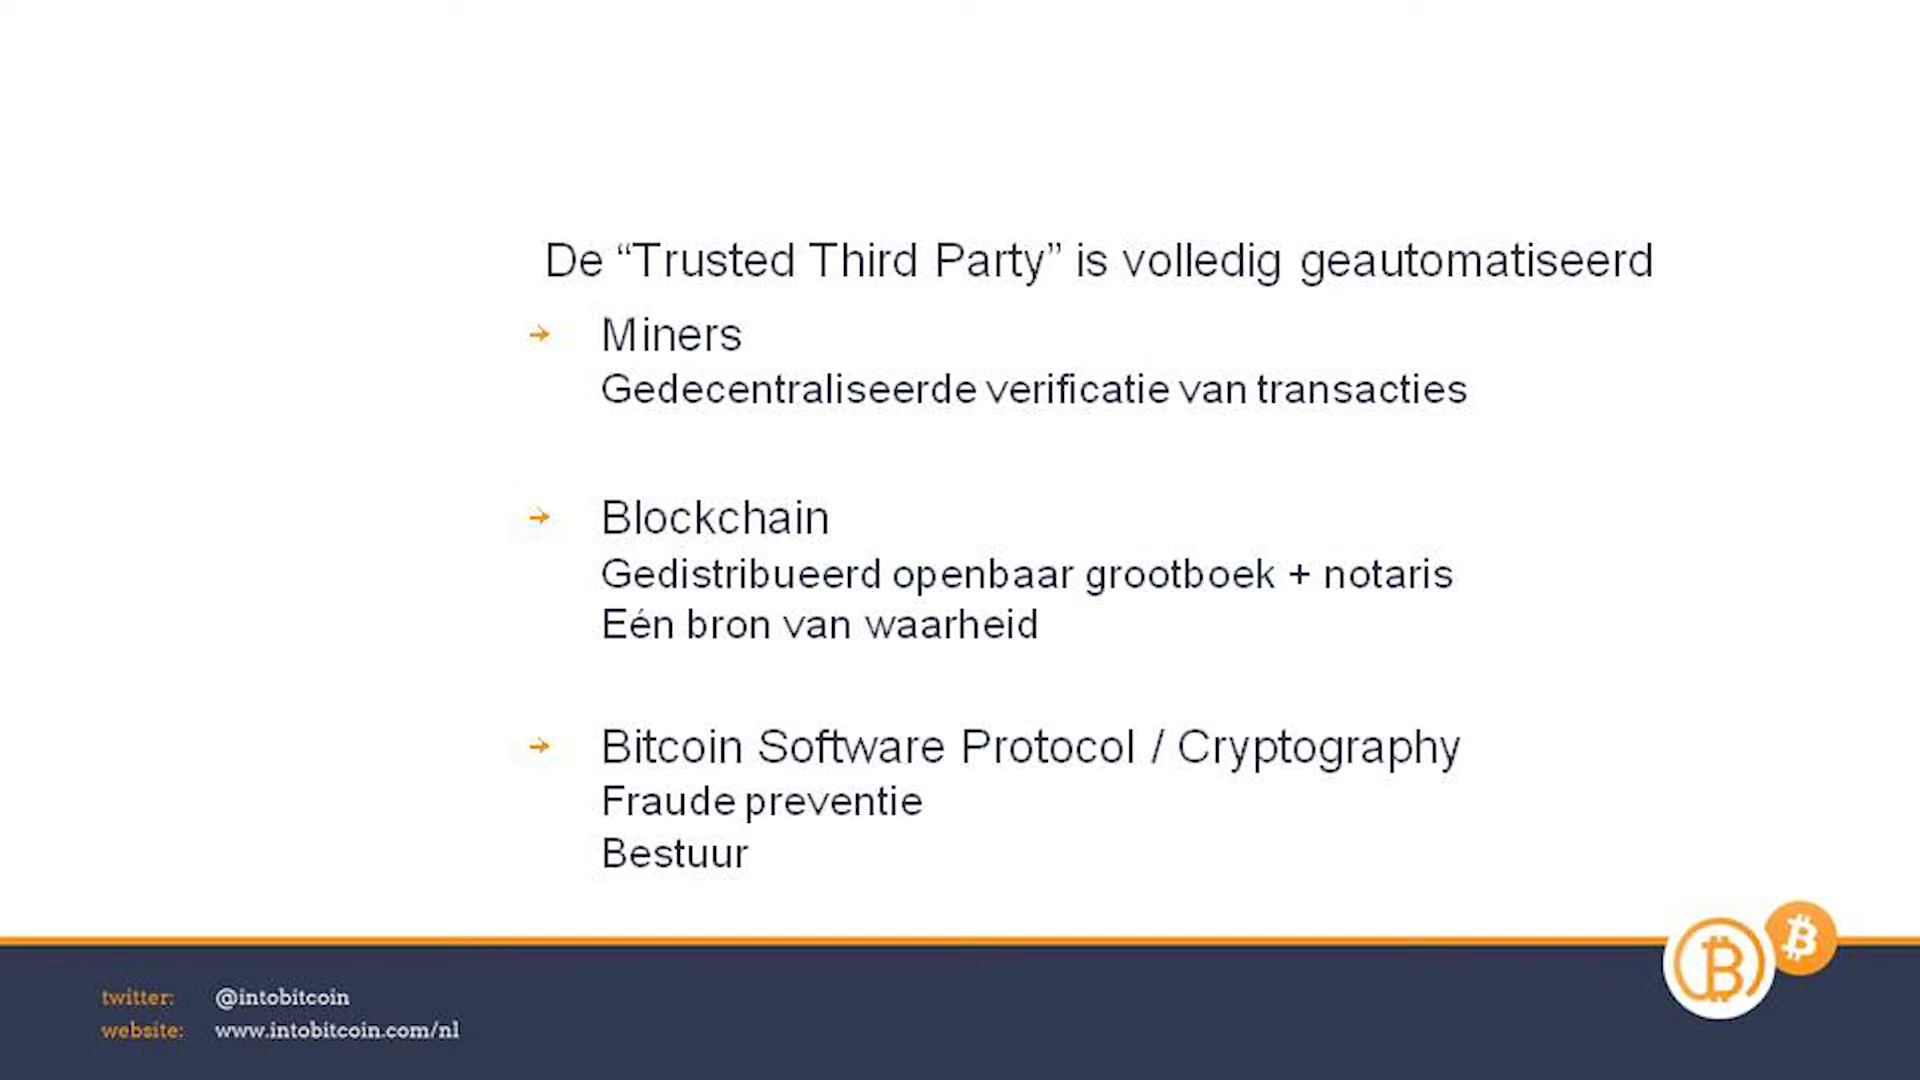 De “Trusted Third Party” is volledig geautomatiseerd
Miners
Gedecentraliseerde verificatie van transacties
Blockchain
Gedistribueerd openbaar grootboek + notaris
Eén bron van waarheid
Bitcoin Software Protocol / Cryptography
Fraude preventie
Bestuur
twitter: @intobitcoin
website: www.intobitcoin.com/nl